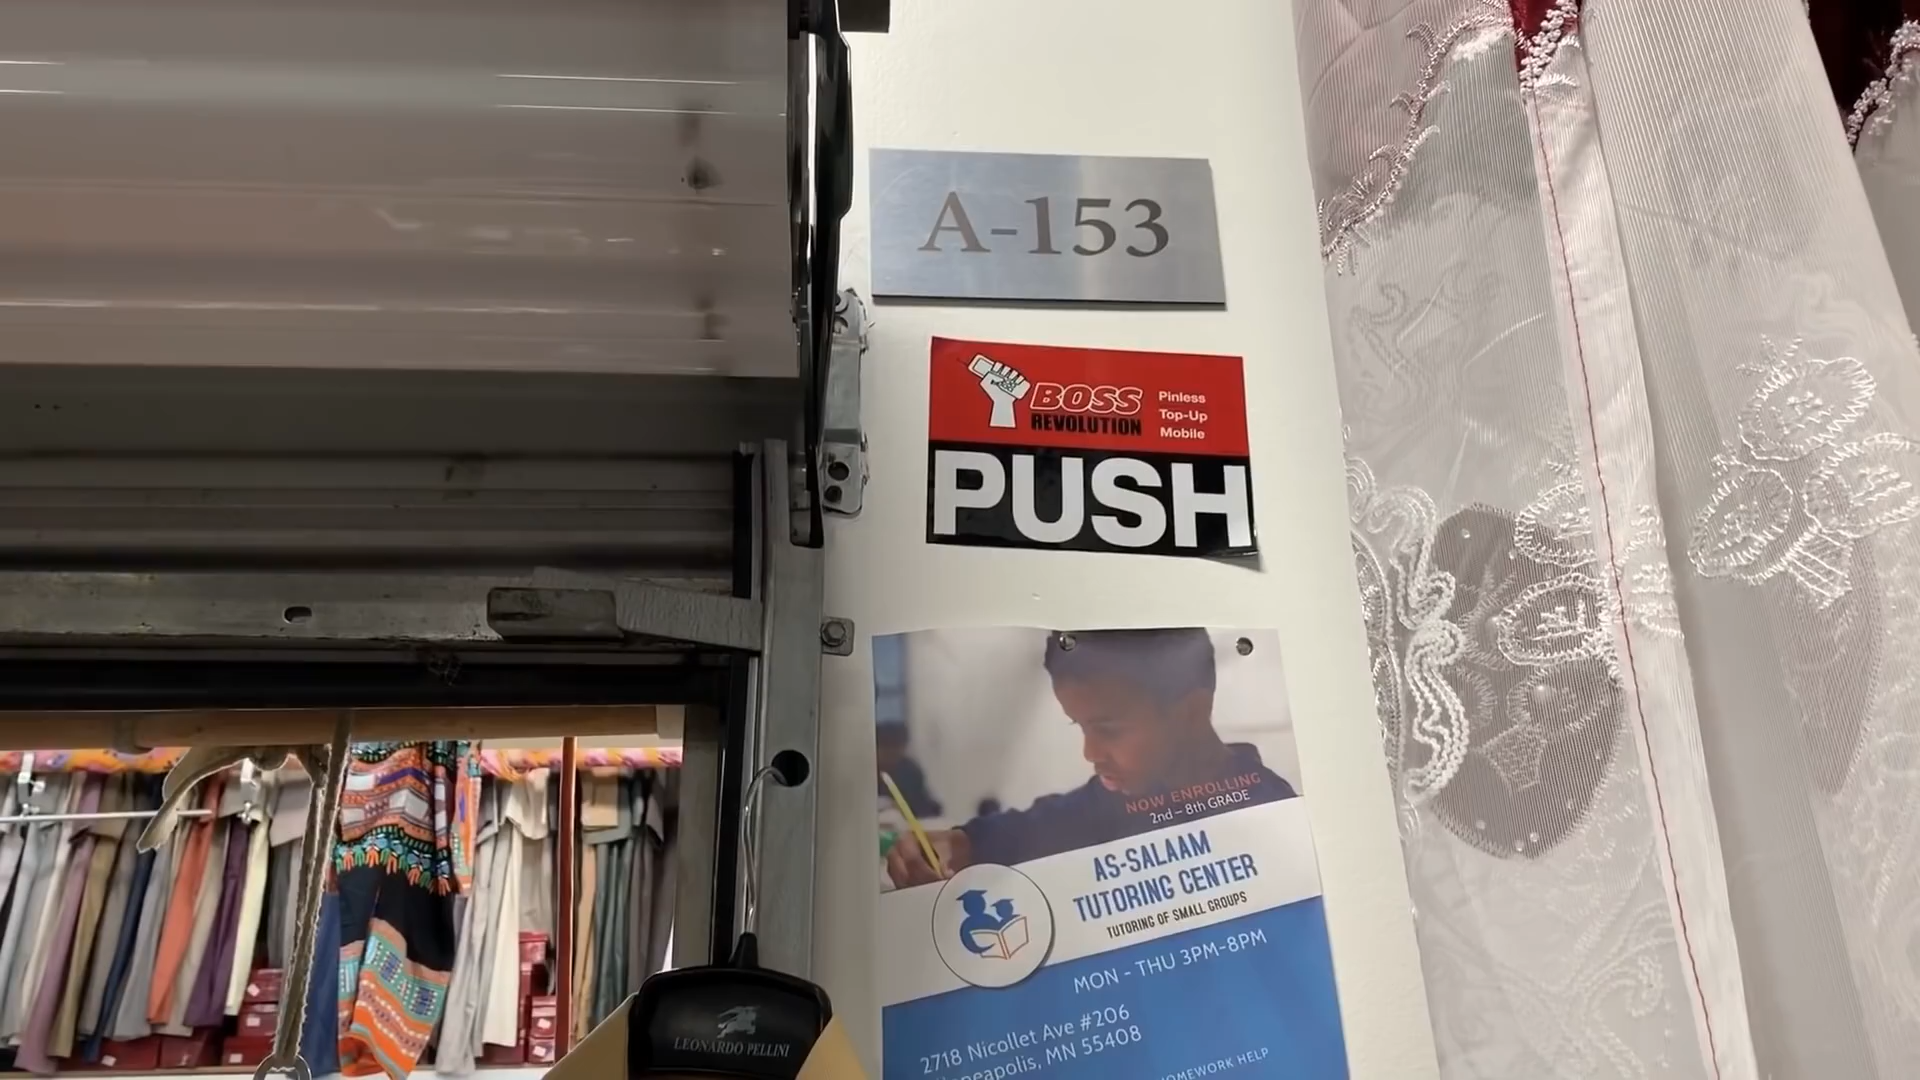 A-153
BOSS
REVOLUTION
Pinless
Top-Up
Mobile
PUSH
NOW ENROLLING
2nd – 8th GRADE
AS-SALAAM
TUTORING CENTER
TUTORING OF SMALL GROUPS
MON - THU 3PM-8PM
2718 Nicollet Ave #206
neapolis, MN 55408
HOMEWORK HELP
LEONARDO PELLINI